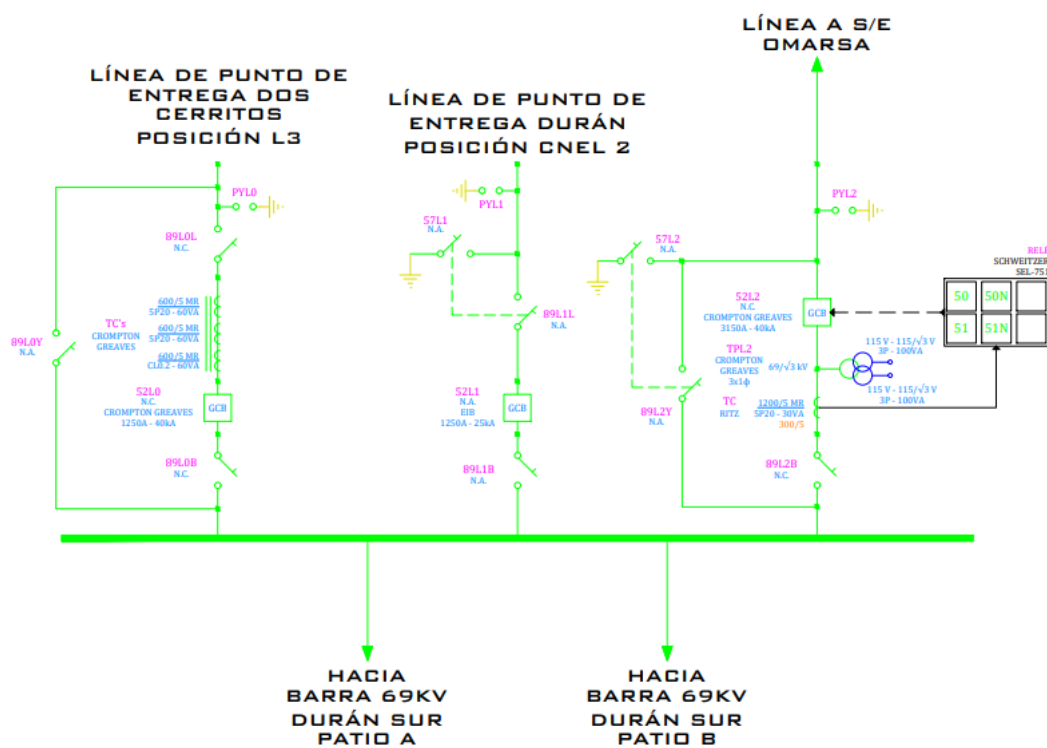 LÍNEA A S/E
OMARSA
LÍNEA DE PUNTO DE
ENTREGA DOS
CERRITOS
POSICIÓN L3
LÍNEA DE PUNTO DE
ENTREGA DURÁN
POSICIÓN CNEL 2
PYL0
89L0L
N.C.
600/5 MR
5P20 - 60VA
600/5 MR
5P20 - 60VA
600/5 MR
CL0.2 - 60VA
TC's
CROMPTON
GREAVES
89L0Y
N.A.
52L0
N.C.
CROMPTON GREAVES
1250A - 40kA
GCB
89L0B
N.C.
PYL1
57L1
N.A.
89L1L
N.A.
52L1
N.A.
EIB
1250A - 25kA
GCB
89L1B
N.A.
PYL2
57L2
N.A.
52L2
N.C.
CROMPTON GREAVES
3150A - 40kA
GCB
TPL2
CROMPTON
GREAVES
3x1ϕ
69/√3 kV
115 V - 115/√3 V
3P - 100VA
115 V - 115/√3 V
3P - 100VA
TC
RITZ
1200/5 MR
5P20 - 30VA
300/5
89L2Y
N.A.
89L2B
N.C.
RELE
SCHWEITZER
SEL-751
50
50N
51
51N
HACIA
BARRA 69KV
DURÁN SUR
PATIO A
HACIA
BARRA 69KV
DURÁN SUR
PATIO B